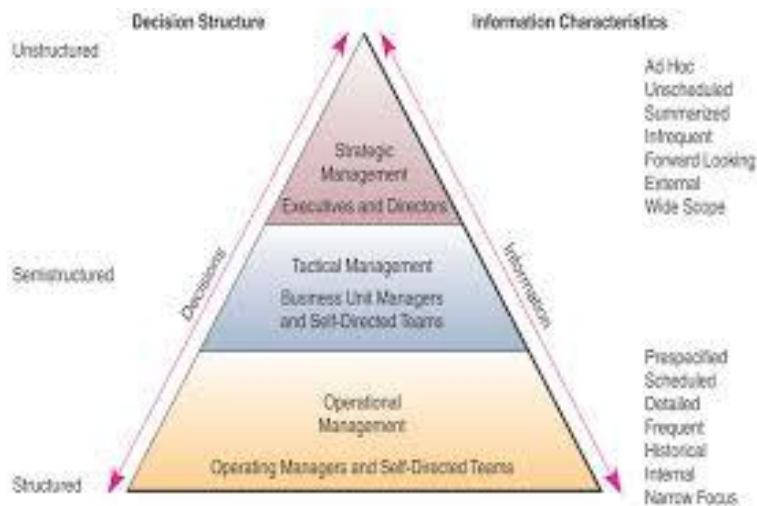 Decision Structure
Information Characteristics
Unstructured
Ad Hoc
Unscheduled
Summarized
Infrequent
Forward Looking
External
Wide Scope
Strategic
Management
Executives and Directors
Decisions
Information
Semistructured
Tactical Management
Business Unit Managers
and Self-Directed Teams
Prespecified
Scheduled
Detailed
Frequent
Historical
Internal
Narrow Focus
Operational
Management
Operating Managers and Self-Directed Teams
Structured